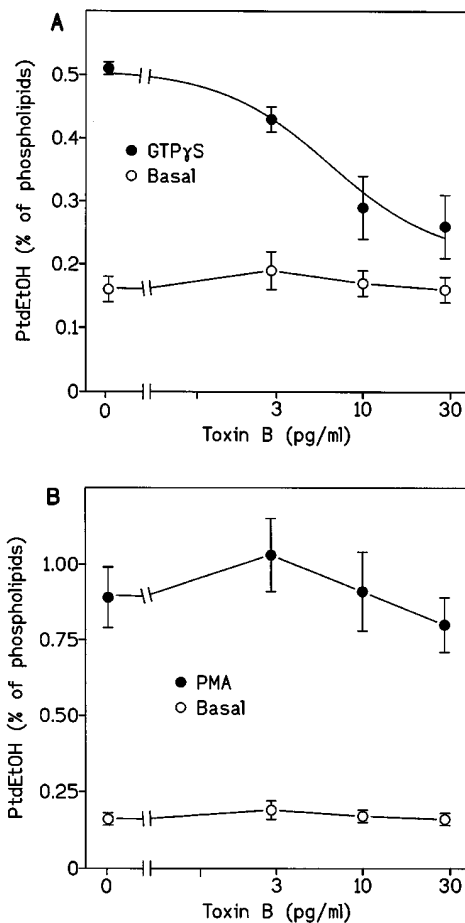 A
PtdEtOH (% of phospholipids)
0.5
0.4
0.3
0.2
0.1
0
● GTPγS
○ Basal
0 3 10 30
Toxin B (pg/ml)
B
PtdEtOH (% of phospholipids)
1.00
0.75
0.50
0.25
0
● PMA
○ Basal
0 3 10 30
Toxin B (pg/ml)